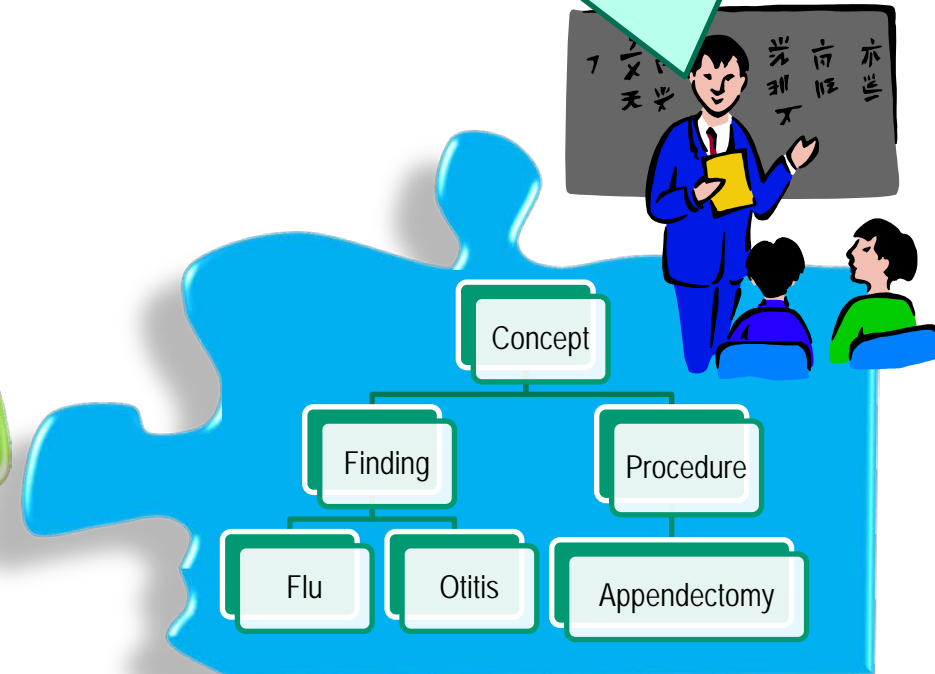 Concept
Finding
Procedure
Flu
Otitis
Appendectomy